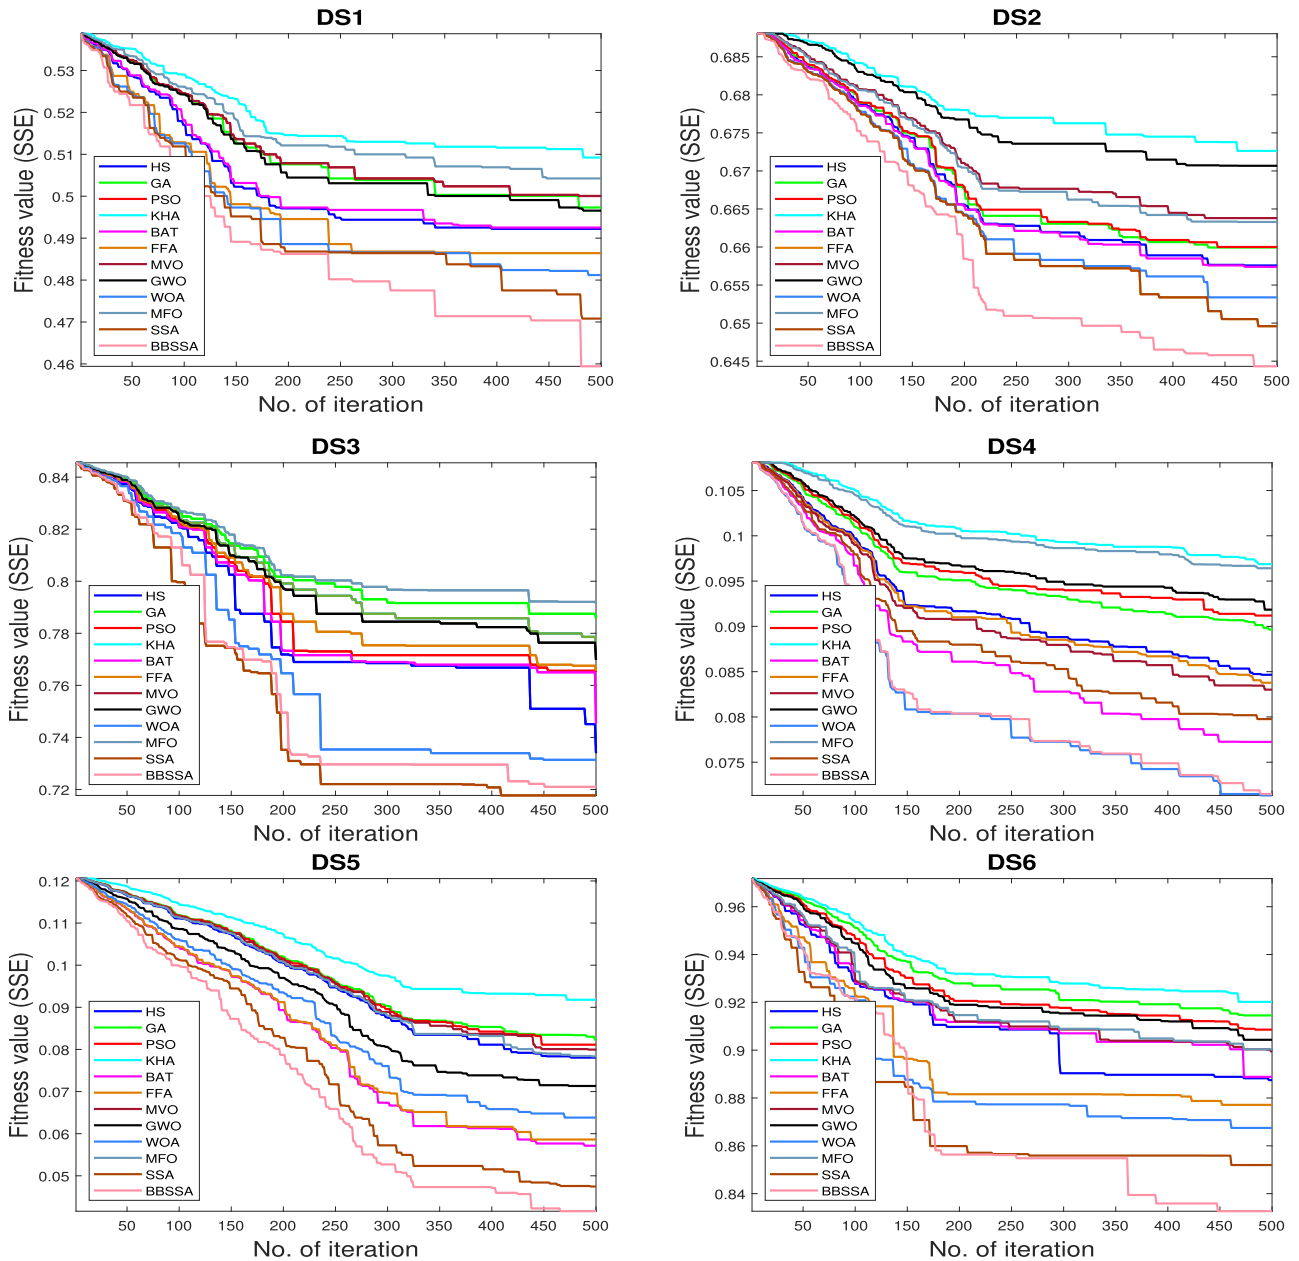 DS1
Fitness value (SSE)
0.53
0.52
0.51
0.5
0.49
0.48
0.47
0.46
HS
GA
PSO
KHA
BAT
FFA
MVO
GWO
WOA
MFO
SSA
BBSSA
50 100 150 200 250 300 350 400 450 500
No. of iteration
DS2
Fitness value (SSE)
0.685
0.68
0.675
0.67
0.665
0.66
0.655
0.65
0.645
HS
GA
PSO
KHA
BAT
FFA
MVO
GWO
WOA
MFO
SSA
BBSSA
50 100 150 200 250 300 350 400 450 500
No. of iteration
DS3
Fitness value (SSE)
0.84
0.82
0.8
0.78
0.76
0.74
0.72
HS
GA
PSO
KHA
BAT
FFA
MVO
GWO
WOA
MFO
SSA
BBSSA
50 100 150 200 250 300 350 400 450 500
No. of iteration
DS4
Fitness value (SSE)
0.105
0.1
0.095
0.09
0.085
0.08
0.075
HS
GA
PSO
KHA
BAT
FFA
MVO
GWO
WOA
MFO
SSA
BBSSA
50 100 150 200 250 300 350 400 450 500
No. of iteration
DS5
Fitness value (SSE)
0.12
0.11
0.1
0.09
0.08
0.07
0.06
0.05
HS
GA
PSO
KHA
BAT
FFA
MVO
GWO
WOA
MFO
SSA
BBSSA
50 100 150 200 250 300 350 400 450 500
No. of iteration
DS6
Fitness value (SSE)
0.96
0.94
0.92
0.9
0.88
0.86
0.84
HS
GA
PSO
KHA
BAT
FFA
MVO
GWO
WOA
MFO
SSA
BBSSA
50 100 150 200 250 300 350 400 450 500
No. of iteration